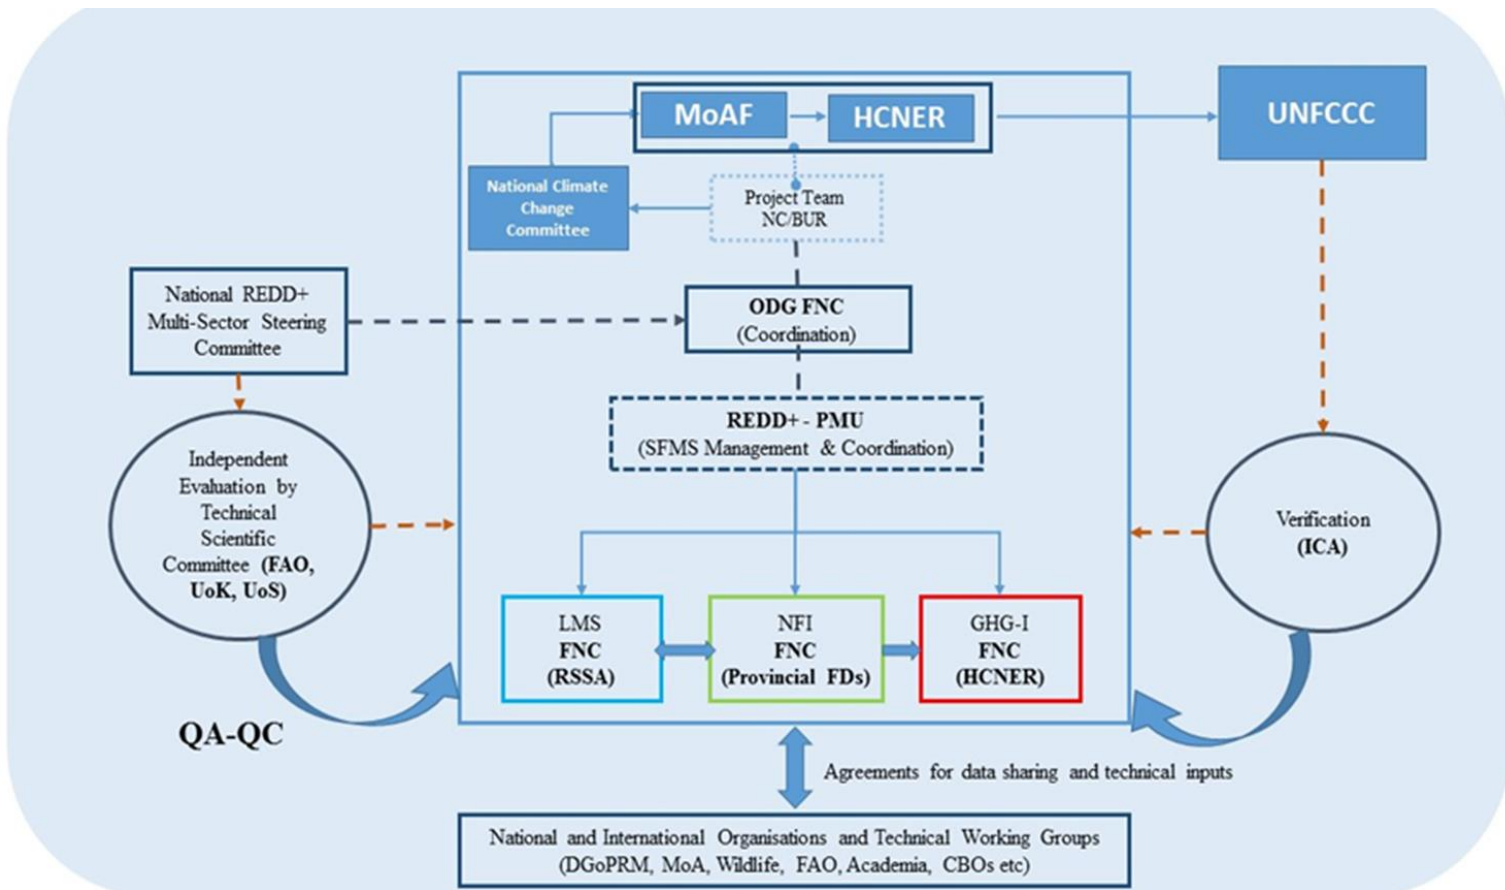 MoAF
HCNER
UNFCCC
National Climate
Change
Committee
Project Team
NC/BUR
National REDD+
Multi-Sector Steering
Committee
ODG FNC
(Coordination)
REDD+ - PMU
(SFMS Management & Coordination)
Independent
Evaluation by
Technical
Scientific
Committee (FAO,
UoK, UoS)
Verification
(ICA)
LMS
FNC
(RSSA)
NFI
FNC
(Provincial FDs)
GHG-I
FNC
(HCNER)
QA-QC
Agreements for data sharing and technical inputs
National and International Organisations and Technical Working Groups
(DGoPRM, MoA, Wildlife, FAO, Academia, CBOs etc)